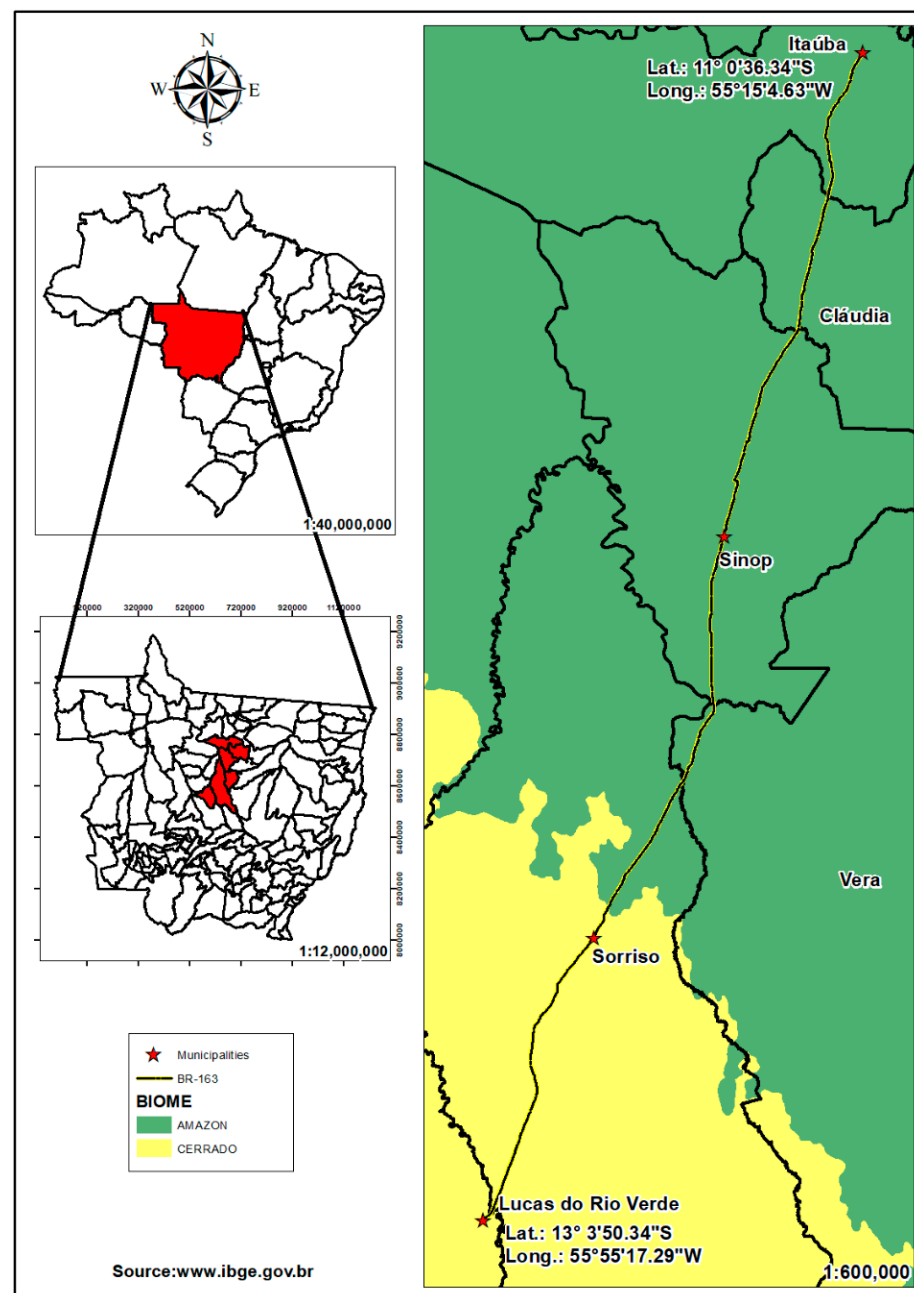 N
W
E
S
1:40,000,000
320000
520000
720000
920000
1120000
9200000
9000000
8800000
8600000
8400000
8200000
8000000
1:12,000,000
Municipalities
BR-163
BIOME
AMAZON
CERRADO
Source:www.ibge.gov.br
Itaúba
Lat.: 11° 0'36.34"S
Long.: 55°15'4.63"W
Cláudia
Sinop
Vera
Sorriso
Lucas do Rio Verde
Lat.: 13° 3'50.34"S
Long.: 55°55'17.29"W
1:600,000